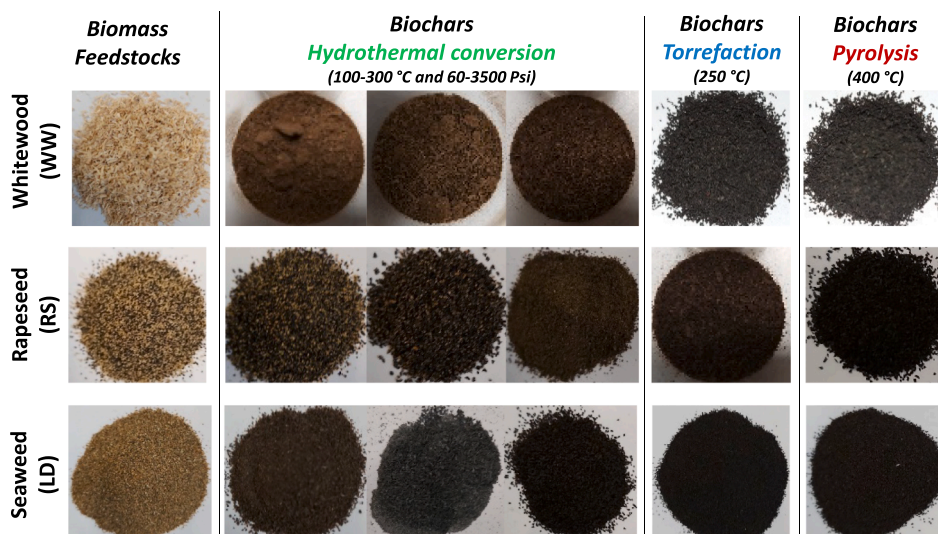 Biomass
Feedstocks
Biochars
Hydrothermal conversion
(100-300 °C and 60-3500 Psi)
Biochars
Torrefaction
(250 °C)
Biochars
Pyrolysis
(400 °C)
Whitewood
(WW)
Rapeseed
(RS)
Seaweed
(LD)